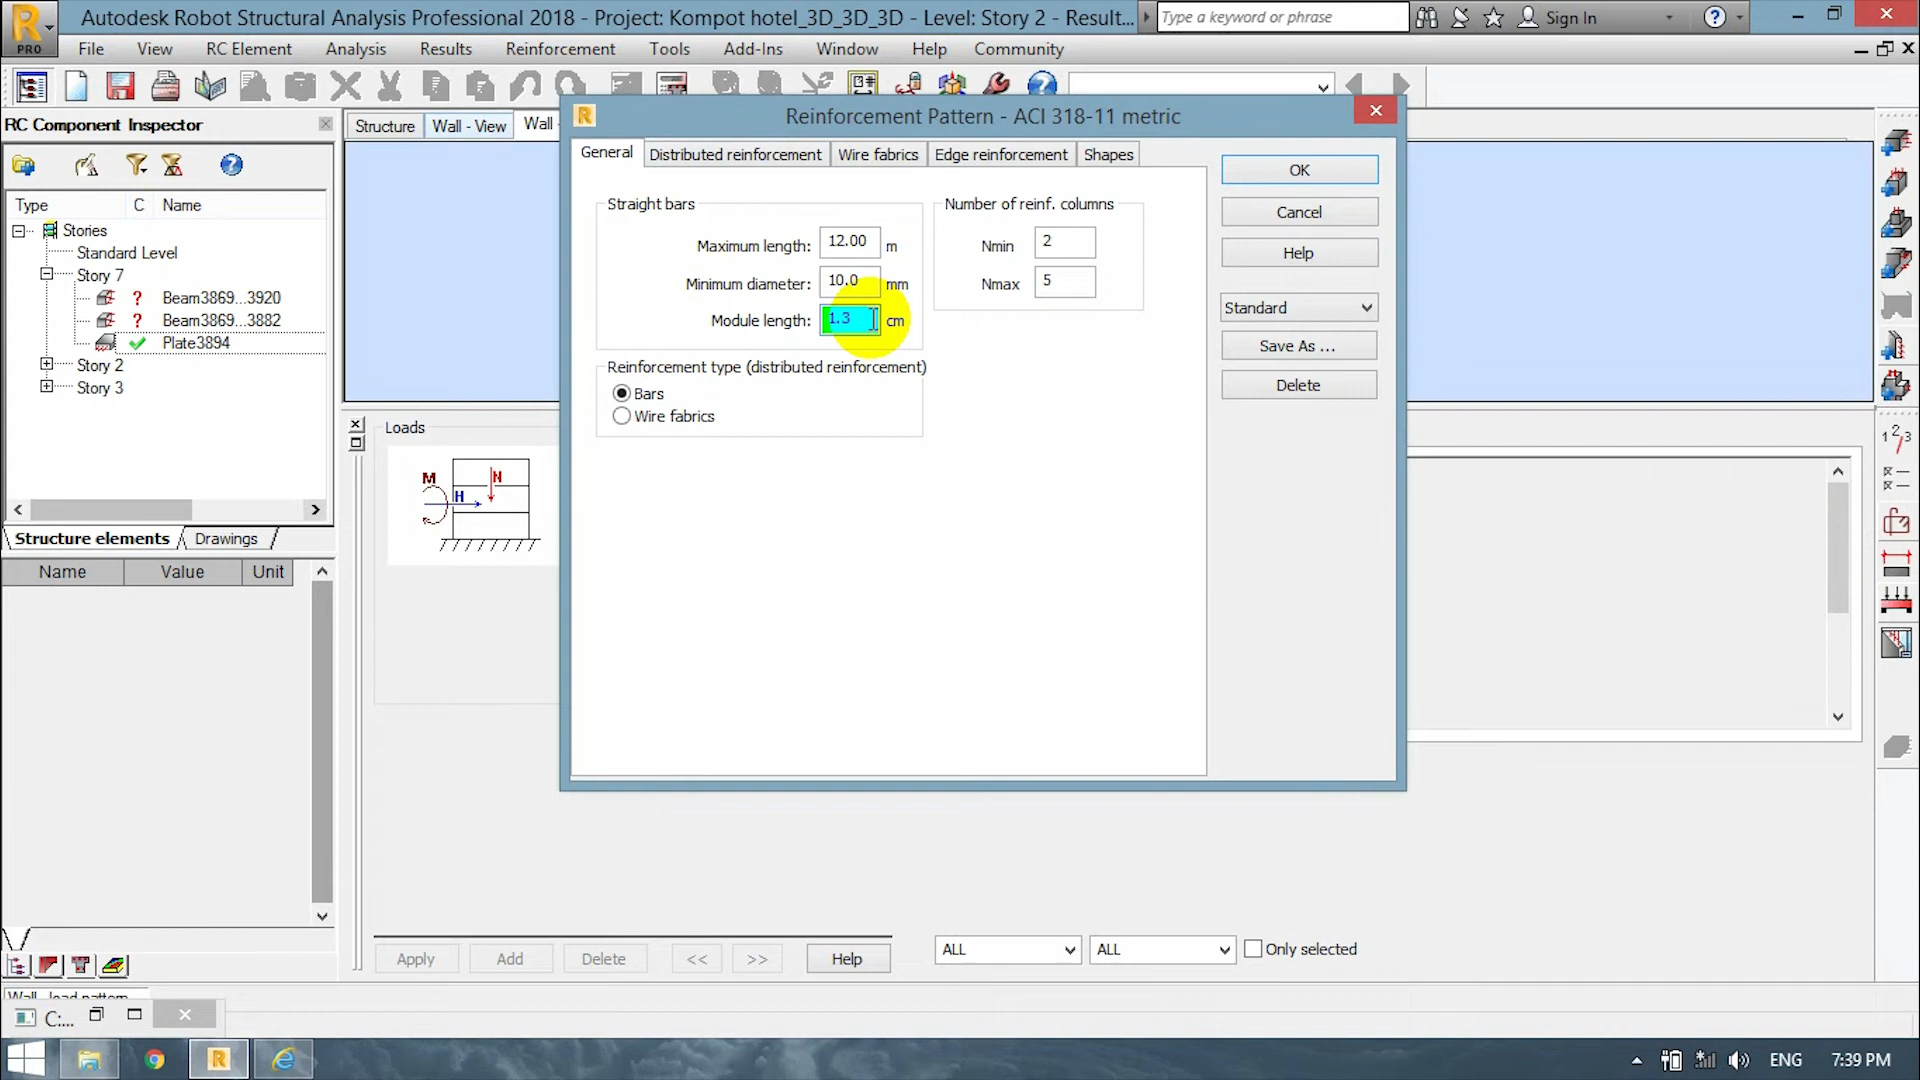 Autodesk Robot Structural Analysis Professional 2018 - Project: Kompot hotel_3D_3D_3D - Level: Story 2 - Result...
Type a keyword or phrase
Sign In
PRO
File View RC Element Analysis Results Reinforcement Tools Add-Ins Window Help Community
RC Component Inspector
Structure Wall - View Wall -
Type C Name
Stories
Standard Level
Story 7
? Beam3869...3920
? Beam3869...3882
Plate3894
Story 2
Story 3
Structure elements Drawings
Name Value Unit
Loads
M N
H
Reinforcement Pattern - ACI 318-11 metric
General Distributed reinforcement Wire fabrics Edge reinforcement Shapes
Straight bars
Maximum length: 12.00 m
Minimum diameter: 10.0 mm
Module length: 1.3 cm
Number of reinf. columns
Nmin 2
Nmax 5
Reinforcement type (distributed reinforcement)
Bars
Wire fabrics
OK
Cancel
Help
Standard
Save As ...
Delete
Apply Add Delete << >> Help
ALL ALL Only selected
C:...
ENG 7:39 PM